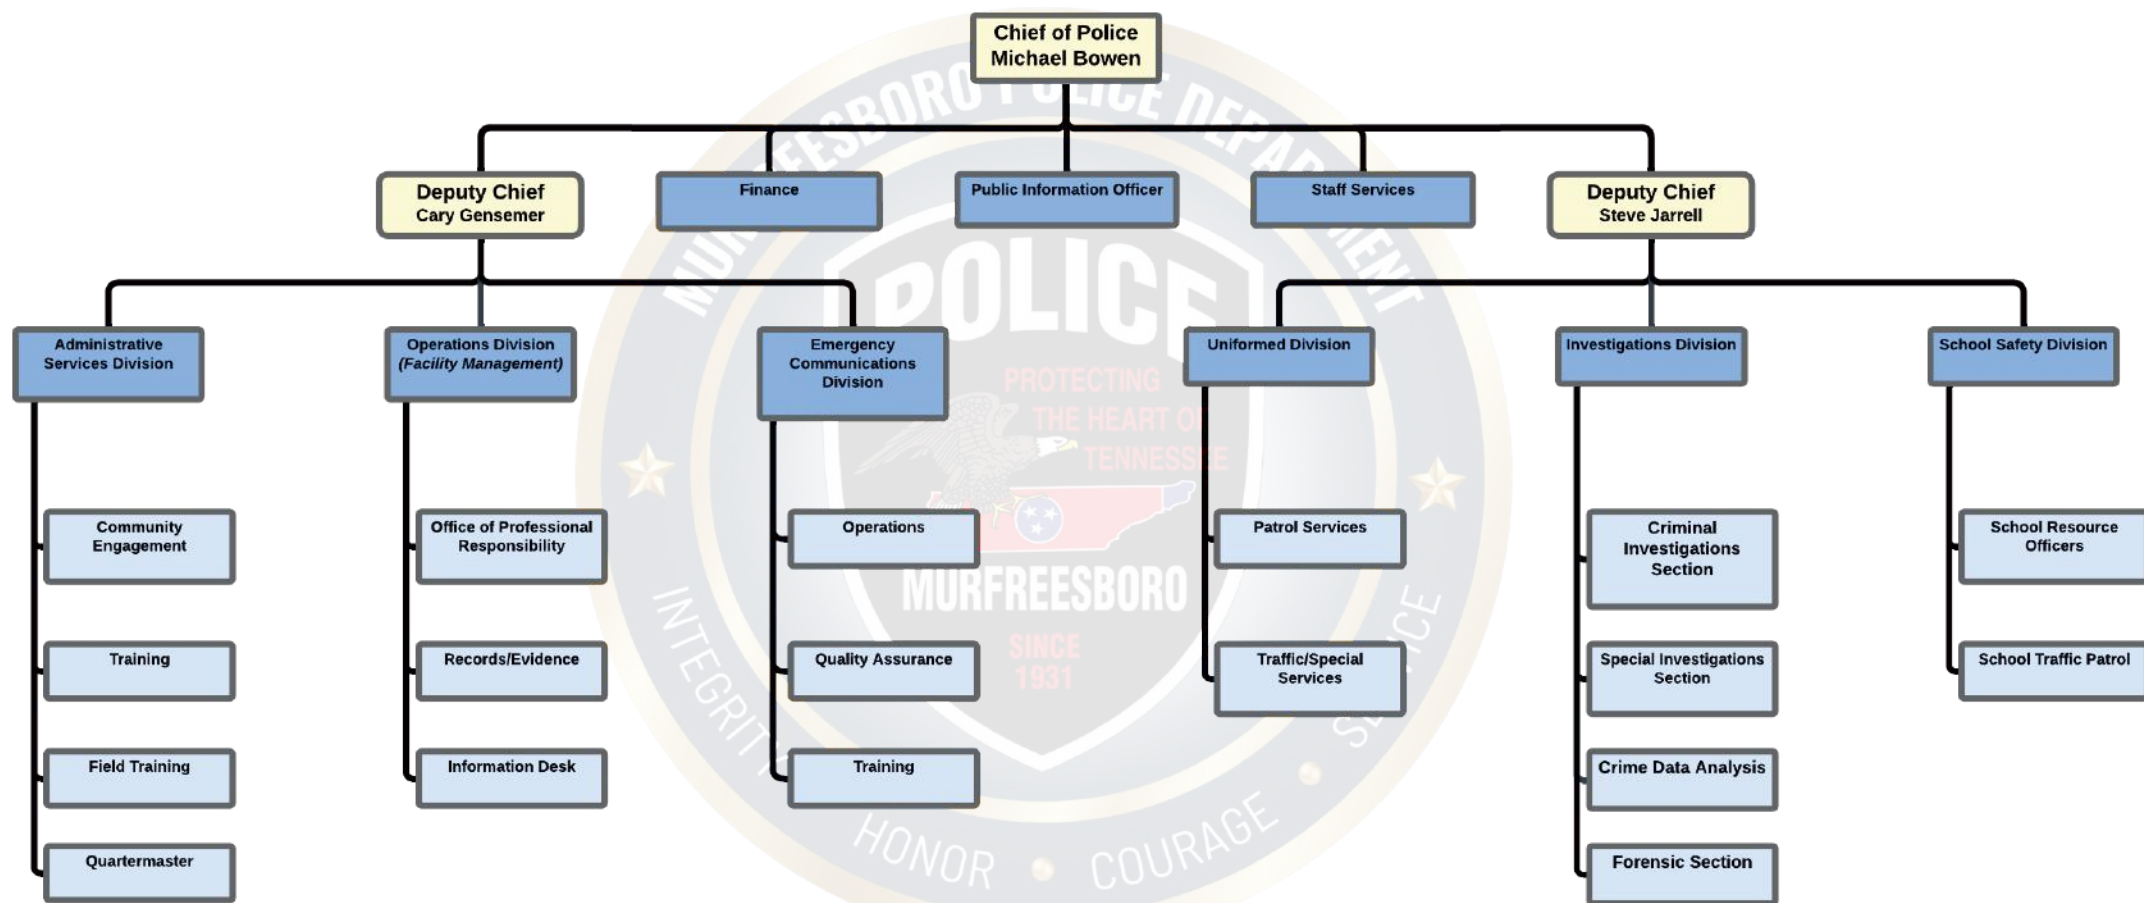 Chief of Police
Michael Bowen
Deputy Chief
Cary Gensemer
Finance
Public Information Officer
Staff Services
Deputy Chief
Steve Jarrell
Administrative
Services Division
Operations Division
(Facility Management)
Emergency
Communications
Division
Uniformed Division
Investigations Division
School Safety Division
Community
Engagement
Training
Field Training
Quartermaster
Office of Professional
Responsibility
Records/Evidence
Information Desk
Operations
Quality Assurance
Training
Patrol Services
Traffic/Special
Services
Criminal
Investigations
Section
Special Investigations
Section
Crime Data Analysis
Forensic Section
School Resource
Officers
School Traffic Patrol
MURFREESBORO POLICE DEPARTMENT
POLICE
PROTECTING
THE HEART OF
TENNESSEE
MURFREESBORO
SINCE
1931
INTEGRITY
HONOR
COURAGE
SERVICE